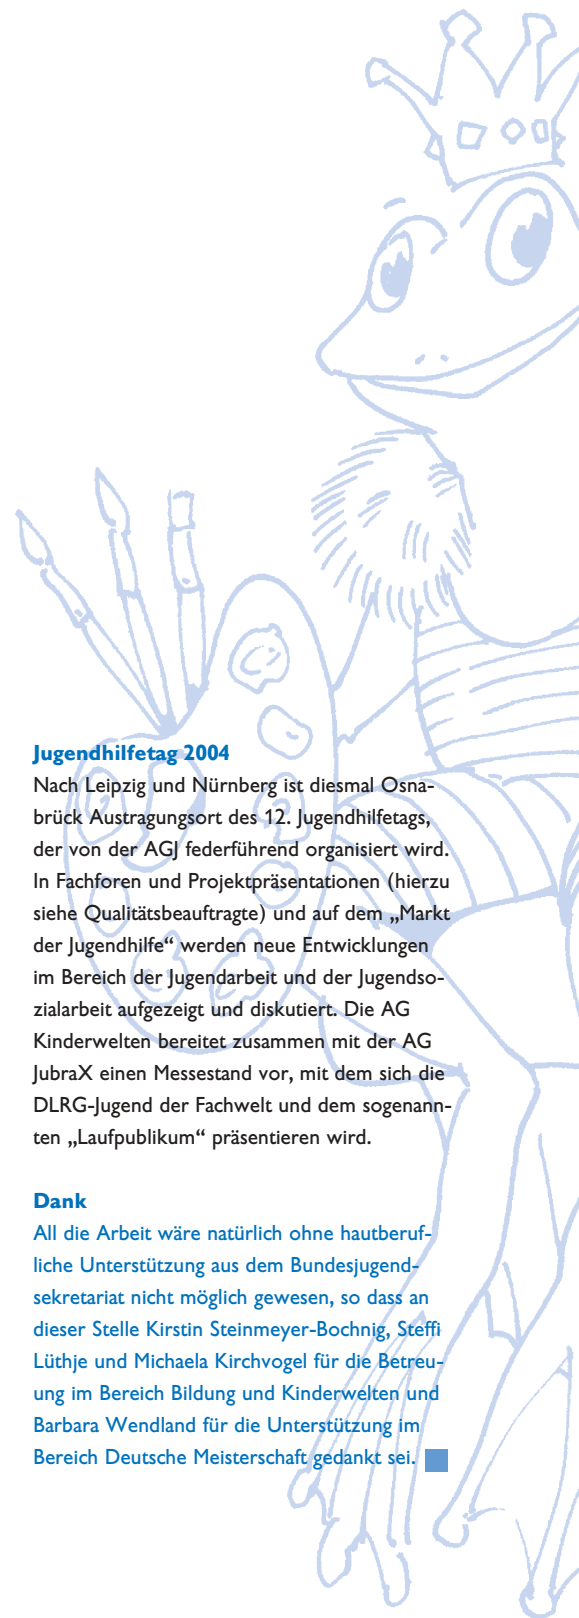 Jugendhilfetag 2004
Nach Leipzig und Nürnberg ist diesmal Osna-
brück Austragungsort des 12. Jugendhilfetags,
der von der AGJ federführend organisiert wird.
In Fachforen und Projektpräsentationen (hierzu
siehe Qualitätsbeauftragte) und auf dem „Markt
der Jugendhilfe“ werden neue Entwicklungen
im Bereich der Jugendarbeit und der Jugendso-
zialarbeit aufgezeigt und diskutiert. Die AG
Kinderwelten bereitet zusammen mit der AG
JubraX einen Messestand vor, mit dem sich die
DLRG-Jugend der Fachwelt und dem sogenann-
ten „Laufpublikum“ präsentieren wird.
Dank
All die Arbeit wäre natürlich ohne hautberuf-
liche Unterstützung aus dem Bundesjugend-
sekretariat nicht möglich gewesen, so dass an
dieser Stelle Kirstin Steinmeyer-Bochnig, Steffi
Lüthje und Michaela Kirchvogel für die Betreu-
ung im Bereich Bildung und Kinderwelten und
Barbara Wendland für die Unterstützung im
Bereich Deutsche Meisterschaft gedankt sei.